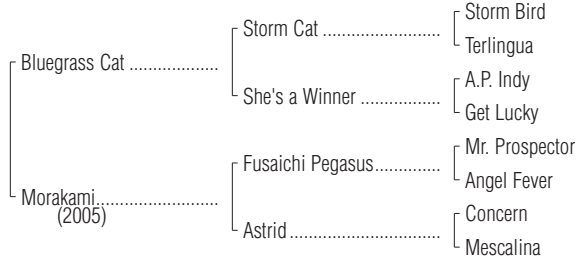 Storm Bird
Storm Cat ........................
Terlingua
Bluegrass Cat ..................
A.P. Indy
She's a Winner ................
Get Lucky
Mr. Prospector
Fusaichi Pegasus.............
Angel Fever
Morakami.........................
(2005)
Concern
Astrid ..............................
Mescalina